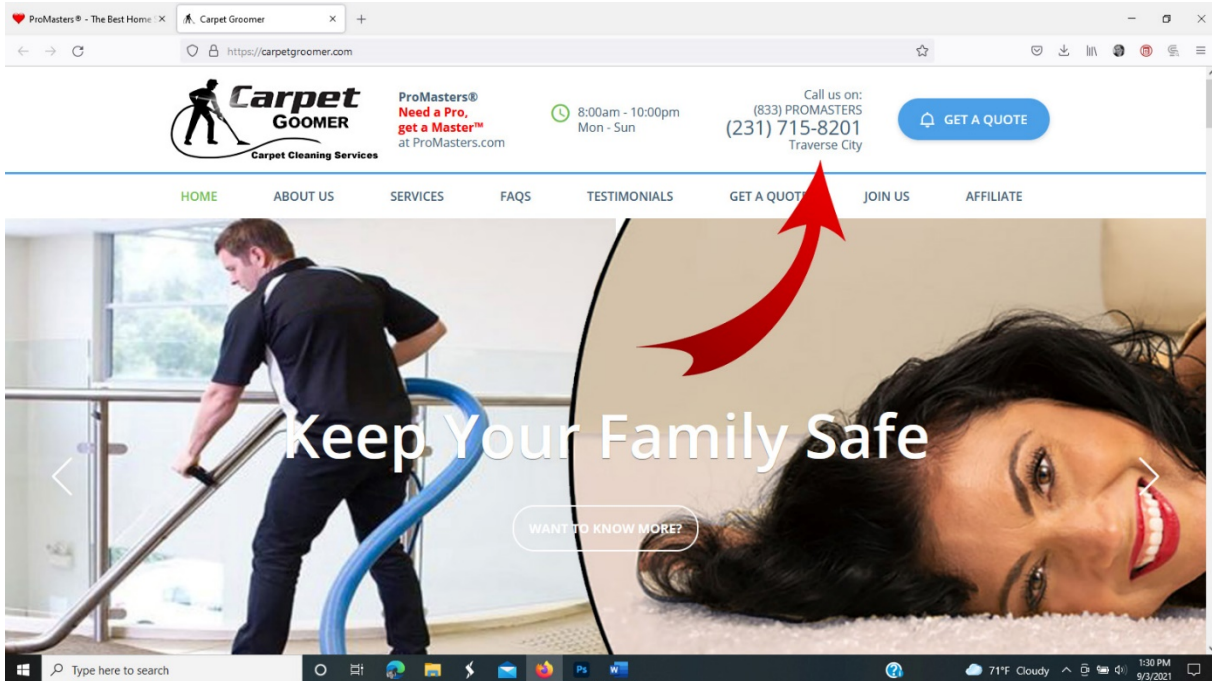 ProMasters® - The Best Home
Carpet Groomer
https://carpetgroomer.com
Carpet
GOOMER
Carpet Cleaning Services
ProMasters®
Need a Pro,
get a Master™
at ProMasters.com
8:00am - 10:00pm
Mon - Sun
Call us on:
(833) PROMASTERS
(231) 715-8201
Traverse City
GET A QUOTE
HOME ABOUT US SERVICES FAQS TESTIMONIALS GET A QUOTE JOIN US AFFILIATE
Keep Your Family Safe
WANT TO KNOW MORE?
Type here to search
Ps
W
71°F Cloudy
1:30 PM
9/3/2021